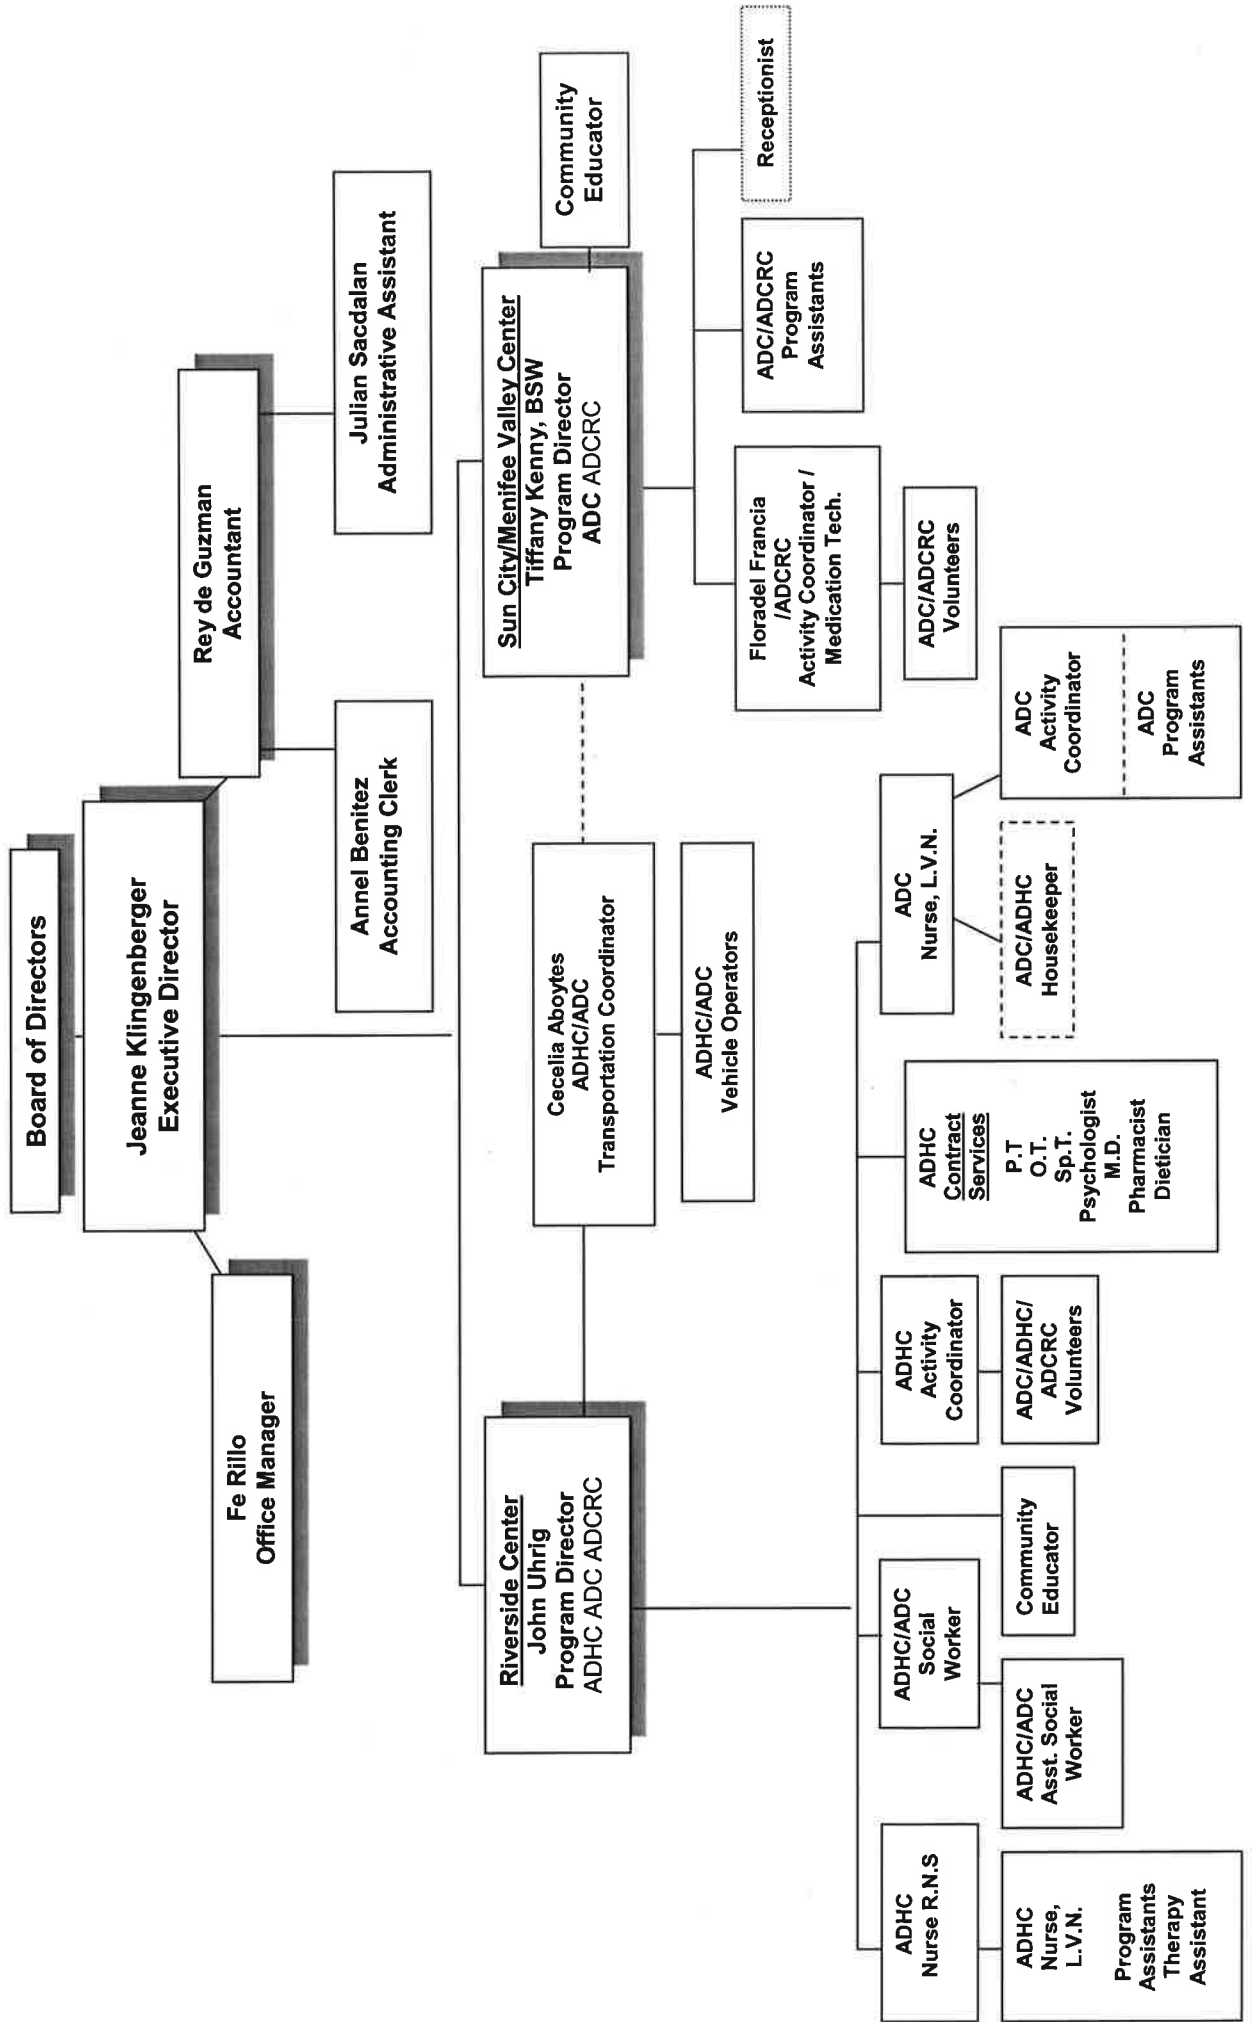 Board of Directors
Jeanne Klingenberger
Executive Director
Fe Rillo
Office Manager
Rey de Guzman
Accountant
Annel Benitez
Accounting Clerk
Julian Sacdalan
Administrative Assistant
Riverside Center
John Uhrig
Program Director
ADHC ADC ADCRC
Cecelia Aboytes
ADHC/ADC
Transportation Coordinator
ADHC/ADC
Vehicle Operators
Sun City/Menifee Valley Center
Tiffany Kenny, BSW
Program Director
ADC ADCRC
Community
Educator
Floradel Francia
/ADCRC
Activity Coordinator /
Medication Tech.
ADC/ADCRC
Volunteers
ADC/ADCRC
Program
Assistants
Receptionist
ADHC
Nurse R.N.S
ADHC
Nurse,
L.V.N.
Program
Assistants
Therapy
Assistant
ADHC/ADC
Social
Worker
ADHC/ADC
Asst. Social
Worker
Community
Educator
ADHC
Activity
Coordinator
ADC/ADHC/
ADCRC
Volunteers
ADHC
Contract
Services
P.T
O.T.
Sp.T.
Psychologist
M.D.
Pharmacist
Dietician
ADC
Nurse, L.V.N.
ADC/ADHC
Housekeeper
ADC
Activity
Coordinator
ADC
Program
Assistants